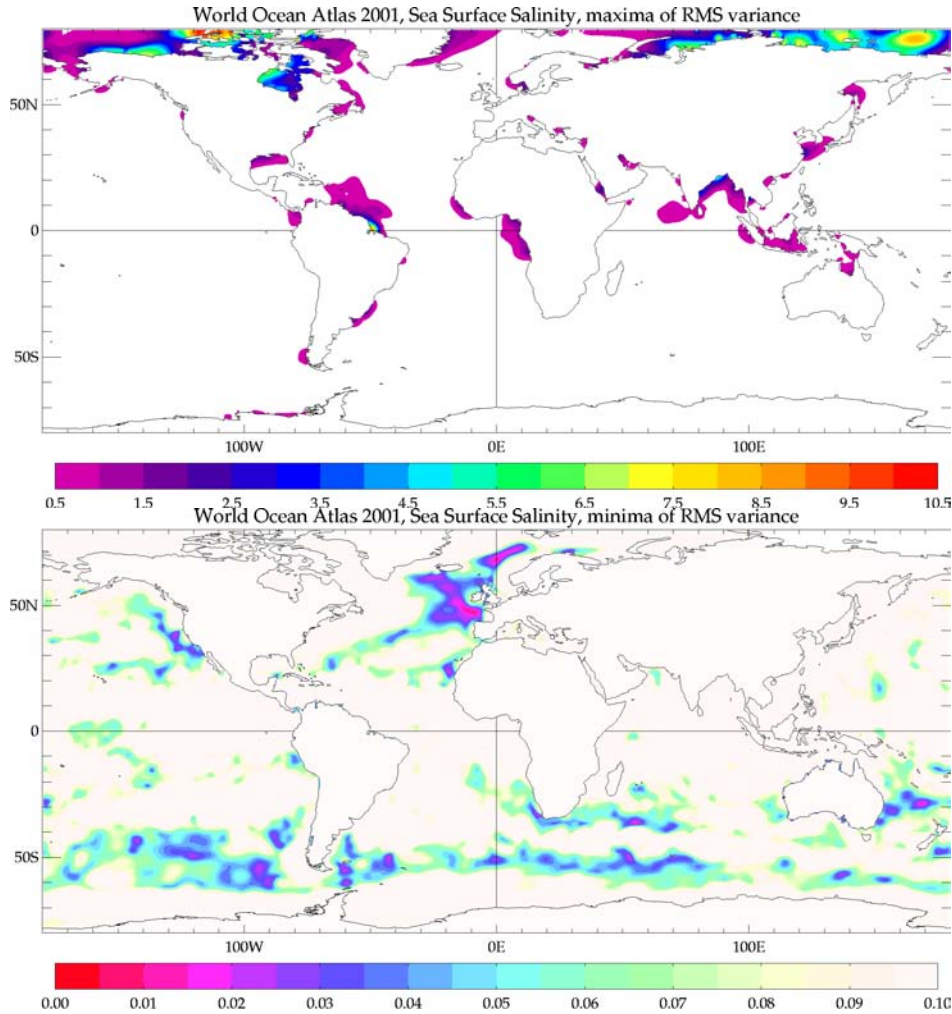 World Ocean Atlas 2001, Sea Surface Salinity, maxima of RMS variance
50N
0
50S
100W 0E 100E
0.5 1.5 2.5 3.5 4.5 5.5 6.5 7.5 8.5 9.5 10.5
World Ocean Atlas 2001, Sea Surface Salinity, minima of RMS variance
50N
0
50S
100W 0E 100E
0.00 0.01 0.02 0.03 0.04 0.05 0.06 0.07 0.08 0.09 0.10